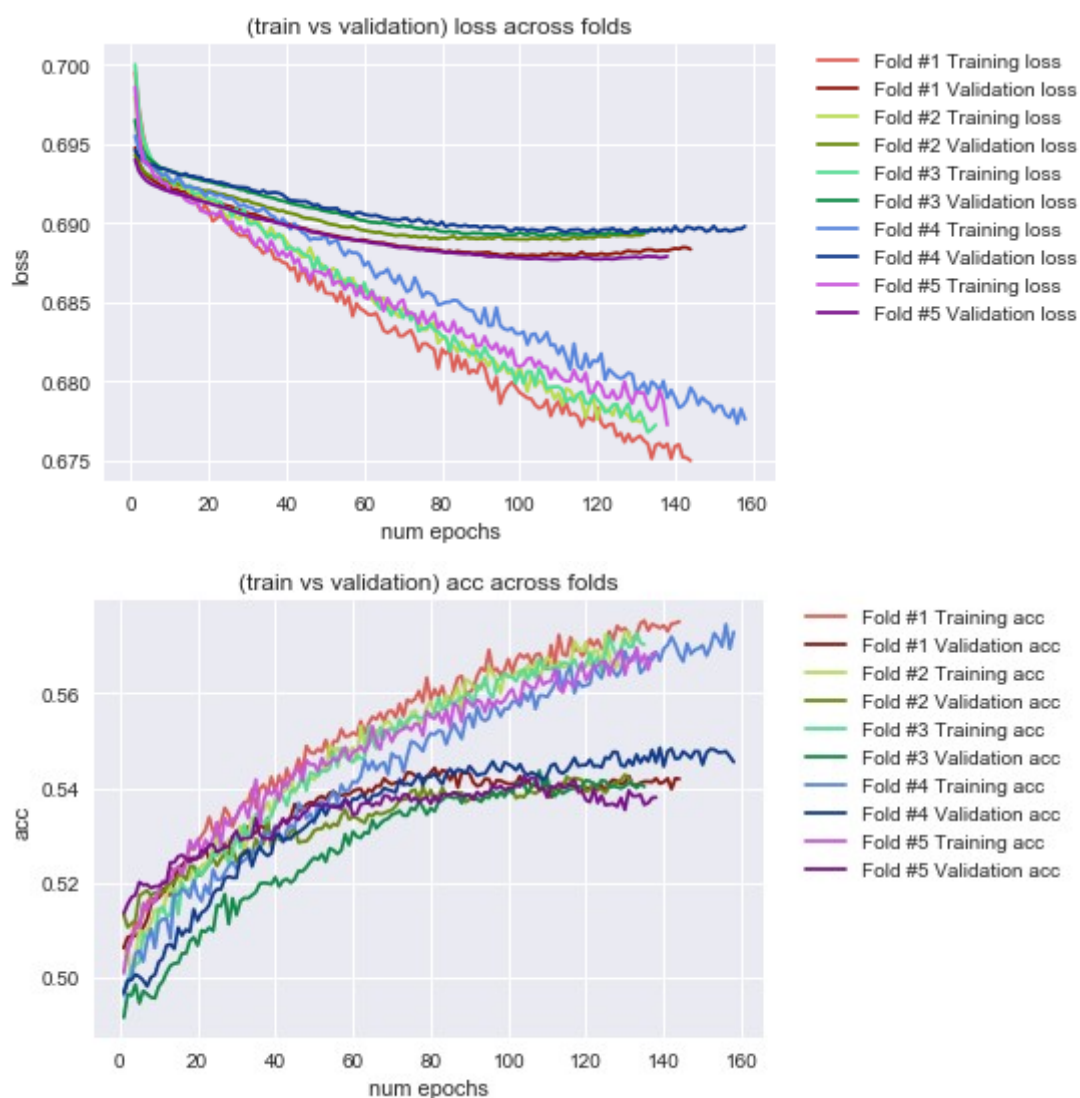 (train vs validation) loss across folds
0.700
0.695
0.690
0.685
0.680
0.675
loss
0 20 40 60 80 100 120 140 160
num epochs
Fold #1 Training loss
Fold #1 Validation loss
Fold #2 Training loss
Fold #2 Validation loss
Fold #3 Training loss
Fold #3 Validation loss
Fold #4 Training loss
Fold #4 Validation loss
Fold #5 Training loss
Fold #5 Validation loss
(train vs validation) acc across folds
0.56
0.54
0.52
0.50
acc
0 20 40 60 80 100 120 140 160
num epochs
Fold #1 Training acc
Fold #1 Validation acc
Fold #2 Training acc
Fold #2 Validation acc
Fold #3 Training acc
Fold #3 Validation acc
Fold #4 Training acc
Fold #4 Validation acc
Fold #5 Training acc
Fold #5 Validation acc